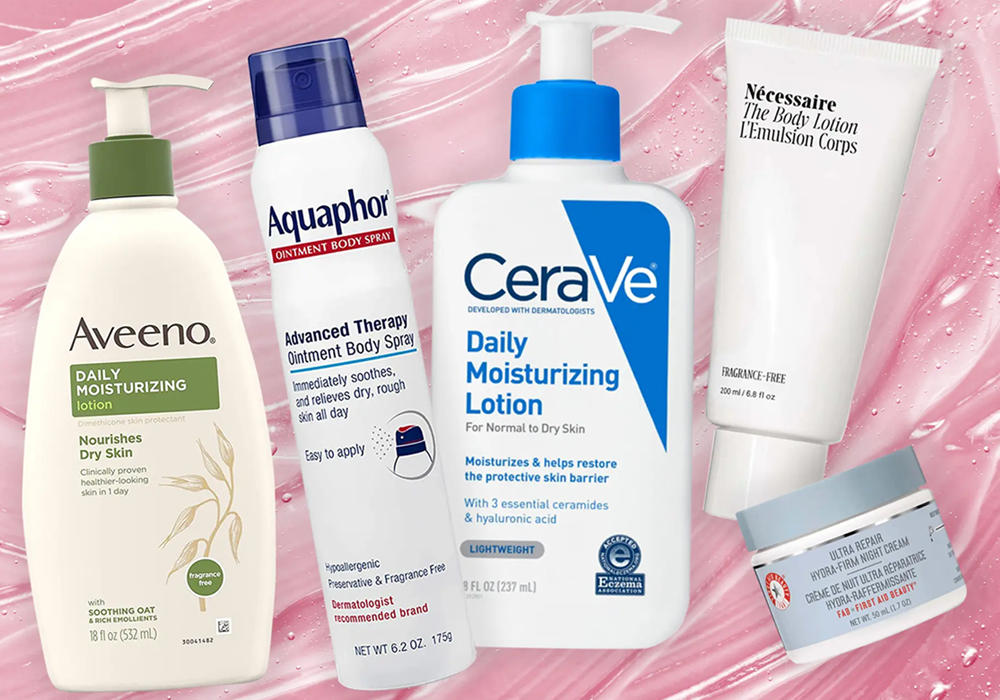 Aveeno®
DAILY
MOISTURIZING
lotion
Dimethicone skin protectant
Nourishes
Dry Skin
Clinically proven
healthier-looking
skin in 1 day
fragrance
free
with
SOOTHING OAT
& RICH EMOLLIENTS
18 fl oz (532 mL)
30041482
Aquaphor®
OINTMENT BODY SPRAY
Advanced Therapy
Ointment Body Spray
Immediately soothes,
and relieves dry, rough
skin all day
Easy to apply
Hypoallergenic
Preservative & Fragrance Free
Dermatologist
recommended brand
NET WT 6.2 OZ. 175g
CeraVe®
DEVELOPED WITH DERMATOLOGISTS
Daily
Moisturizing
Lotion
For Normal to Dry Skin
Moisturizes & helps restore
the protective skin barrier
With 3 essential ceramides
& hyaluronic acid
LIGHTWEIGHT
8 FL OZ (237 mL)
ACCEPTED
e
NATIONAL
Eczema
ASSOCIATION
Nécessaire
The Body Lotion
L'Emulsion Corps
FRAGRANCE-FREE
200 ml / 6.8 fl oz
ULTRA REPAIR
HYDRA-FIRM NIGHT CREAM
CRÈME DE NUIT ULTRA RÉPARATRICE
HYDRA-RAFFERMISSANTE
FAB FIRST AID BEAUTY
NET WT. 50 mL (1.7 OZ)